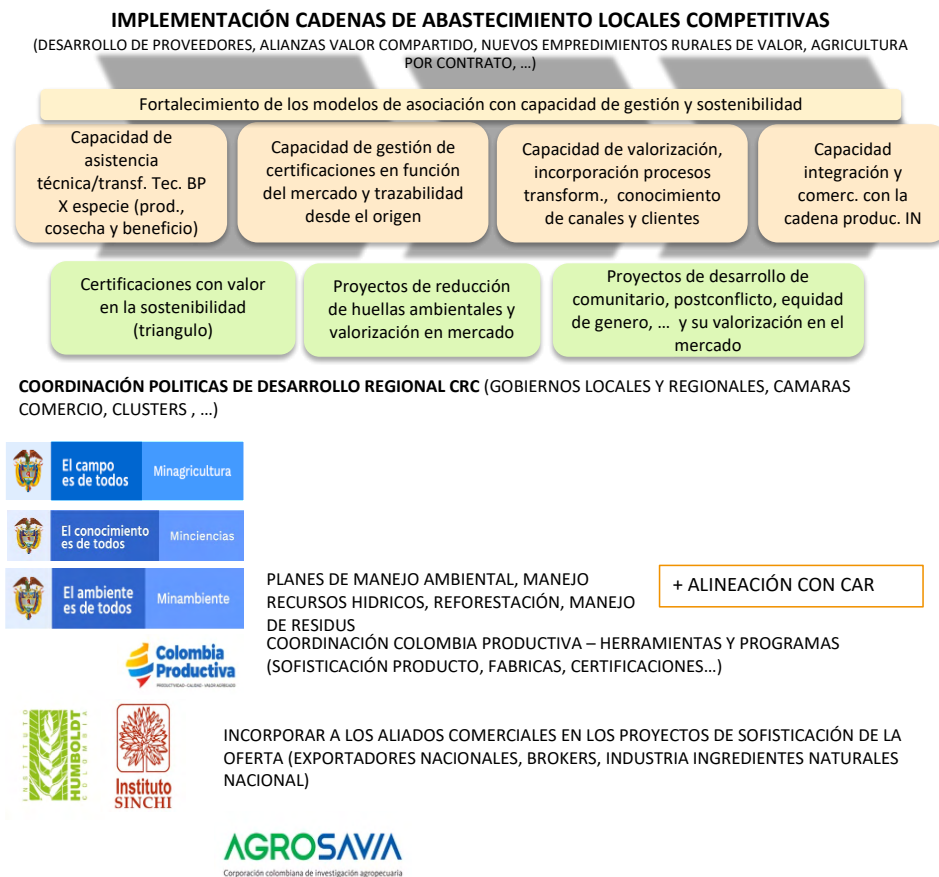 IMPLEMENTACIÓN CADENAS DE ABASTECIMIENTO LOCALES COMPETITIVAS
(DESARROLLO DE PROVEEDORES, ALIANZAS VALOR COMPARTIDO, NUEVOS EMPREDIMIENTOS RURALES DE VALOR, AGRICULTURA
POR CONTRATO, ...)
Fortalecimiento de los modelos de asociación con capacidad de gestión y sostenibilidad
Capacidad de
asistencia
técnica/transf. Tec. BP
X especie (prod.,
cosecha y beneficio)
Capacidad de gestión de
certificaciones en función
del mercado y trazabilidad
desde el origen
Capacidad de valorización,
incorporación procesos
transform., conocimiento
de canales y clientes
Capacidad
integración y
comerc. con la
cadena produc. IN
Certificaciones con valor
en la sostenibilidad
(triangulo)
Proyectos de reducción
de huellas ambientales y
valorización en mercado
Proyectos de desarrollo de
comunitario, postconflicto, equidad
de genero, ... y su valorización en el
mercado
COORDINACIÓN POLITICAS DE DESARROLLO REGIONAL CRC (GOBIERNOS LOCALES Y REGIONALES, CAMARAS
COMERCIO, CLUSTERS , ...)
El campo
es de todos
Minagricultura
El conocimiento
es de todos
Minciencias
El ambiente
es de todos
Minambiente
PLANES DE MANEJO AMBIENTAL, MANEJO
RECURSOS HIDRICOS, REFORESTACIÓN, MANEJO
DE RESIDUS
+ ALINEACIÓN CON CAR
Colombia
Productiva
PRODUCTIVIDAD - CALIDAD - VALOR AGREGADO
COORDINACIÓN COLOMBIA PRODUCTIVA – HERRAMIENTAS Y PROGRAMAS
(SOFISTICACIÓN PRODUCTO, FABRICAS, CERTIFICACIONES...)
INSTITUTO
HUMBOLDT
COLOMBIA
Instituto
SINCHI
INCORPORAR A LOS ALIADOS COMERCIALES EN LOS PROYECTOS DE SOFISTICACIÓN DE LA
OFERTA (EXPORTADORES NACIONALES, BROKERS, INDUSTRIA INGREDIENTES NATURALES
NACIONAL)
AGROSAVIA
Corporación colombiana de investigación agropecuaria